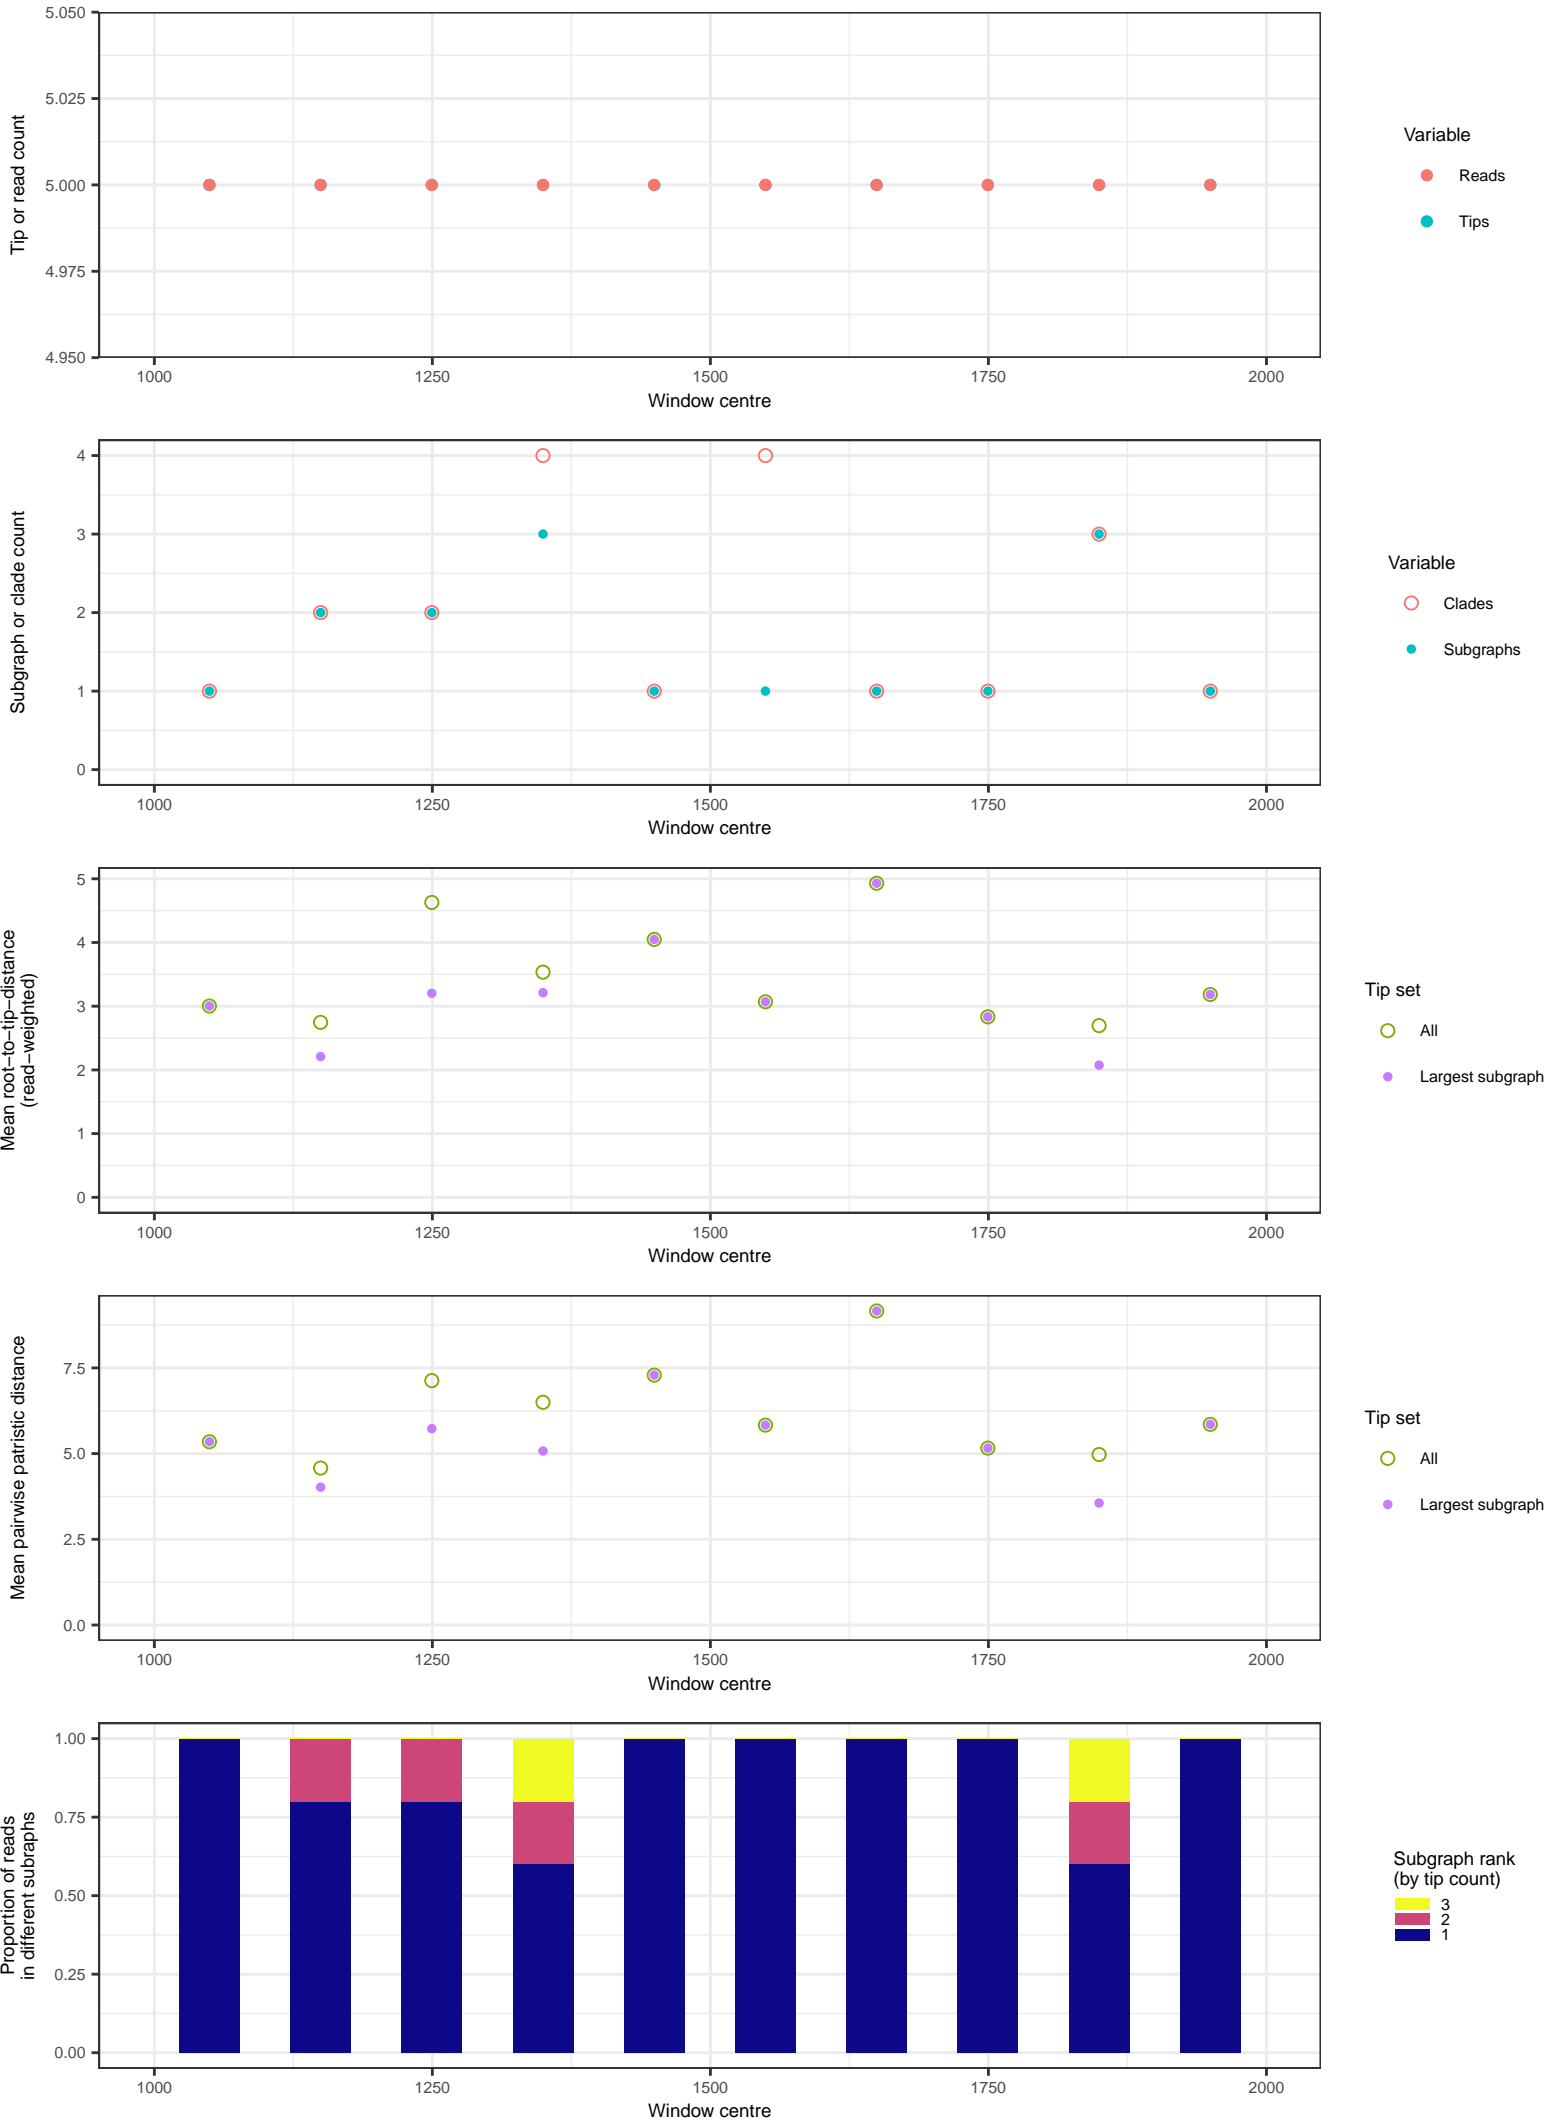 5.050
5.025
5.000
4.975
4.950
Tip or read count
1000 1250 1500 1750 2000
Window centre
Variable
Reads
Tips
4
3
2
1
0
Subgraph or clade count
1000 1250 1500 1750 2000
Window centre
Variable
Clades
Subgraphs
5
4
3
2
1
0
Mean root−to−tip−distance
(read−weighted)
1000 1250 1500 1750 2000
Window centre
Tip set
All
Largest subgraph
7.5
5.0
2.5
0.0
Mean pairwise patristic distance
1000 1250 1500 1750 2000
Window centre
Tip set
All
Largest subgraph
1.00
0.75
0.50
0.25
0.00
Proportion of reads
in different subraphs
1000 1250 1500 1750 2000
Window centre
Subgraph rank
(by tip count)
3
2
1